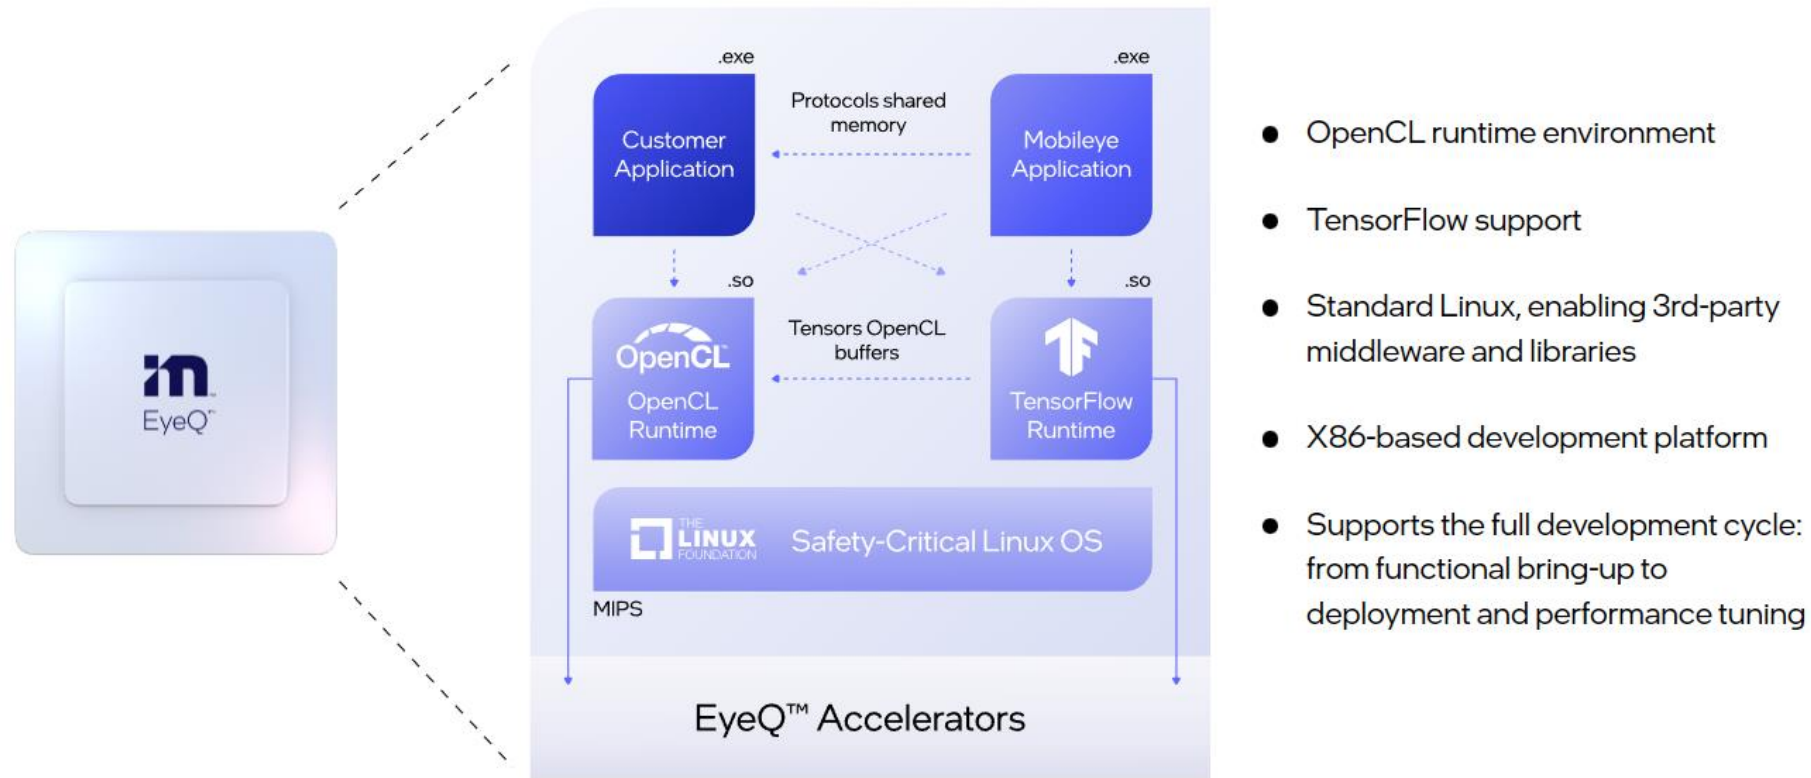 .exe
.exe
Customer
Application
Protocols shared
memory
Mobileye
Application
.so
.so
OpenCL™
OpenCL
Runtime
Tensors OpenCL
buffers
TensorFlow
Runtime
THE
LINUX
FOUNDATION
Safety-Critical Linux OS
MIPS
EyeQ™ Accelerators
m
EyeQ™
● OpenCL runtime environment
● TensorFlow support
● Standard Linux, enabling 3rd-party
middleware and libraries
● X86-based development platform
● Supports the full development cycle:
from functional bring-up to
deployment and performance tuning